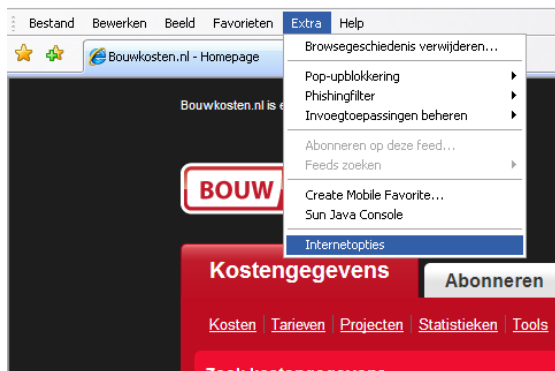 Bestand Bewerken Beeld Favorieten Extra Help
Bouwkosten.nl - Homepage
Browsegeschiedenis verwijderen...
Pop-upblokkering
Phishingfilter
Invoegtoepassingen beheren
Abonneren op deze feed...
Feeds zoeken
Create Mobile Favorite...
Sun Java Console
Internetopties
Bouwkosten.nl is
BOUW
Kostengegevens
Abonneren
Kosten Tarieven Projecten Statistieken Tools